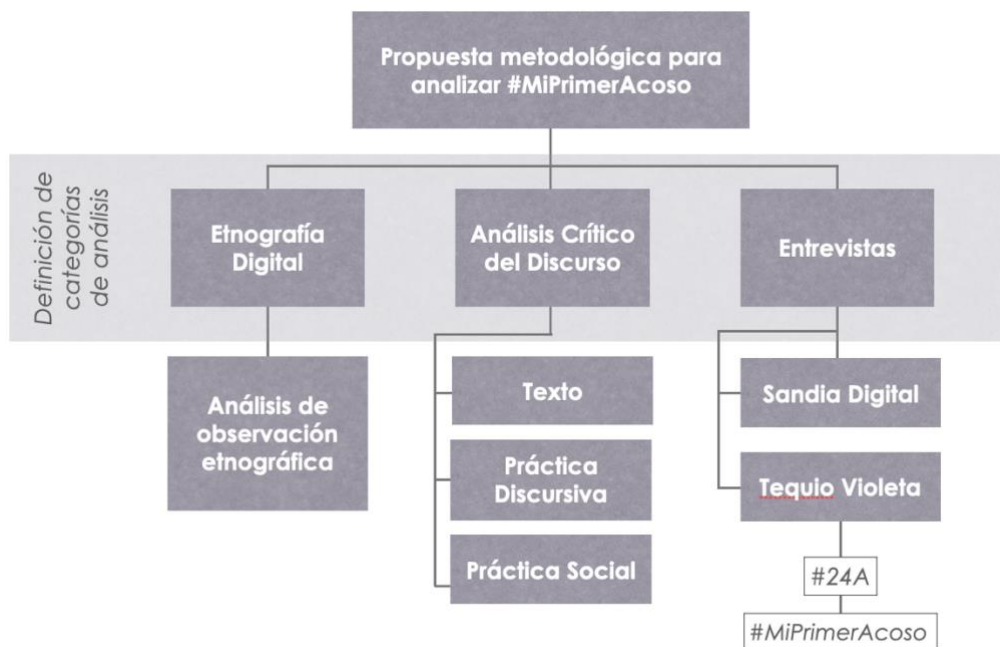 Propuesta metodológica para
analizar #MiPrimerAcoso
Definición de
categorías
de análisis
Etnografía
Digital
Análisis Crítico
del Discurso
Entrevistas
Análisis de
observación
etnográfica
Texto
Práctica
Discursiva
Práctica Social
Sandia Digital
Tequio Violeta
#24A
#MiPrimerAcoso